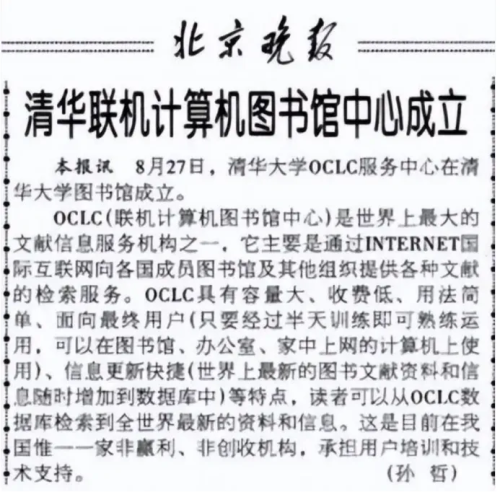 北京晚报
清华联机计算机图书馆中心成立
本报讯 8月27日，清华大学OCLC服务中心在清
华大学图书馆成立。
OCLC(联机计算机图书馆中心)是世界上最大的
文献信息服务机构之一，它主要是通过INTERNET国
际互联网向各国成员图书馆及其他组织提供各种文献
的检索服务。OCLC具有容量大、收费低、用法简
单、面向最终用户(只要经过半天训练即可熟练运
用，可以在图书馆、办公室、家中上网的计算机上使
用)、信息更新快捷(世界上最新的图书文献资料和信
息随时增加到数据库中)等特点，读者可以从OCLC数
据库检索到全世界最新的资料和信息。这是目前在我
国惟一一家非赢利、非创收机构，承担用户培训和技
术支持。 (孙 哲)